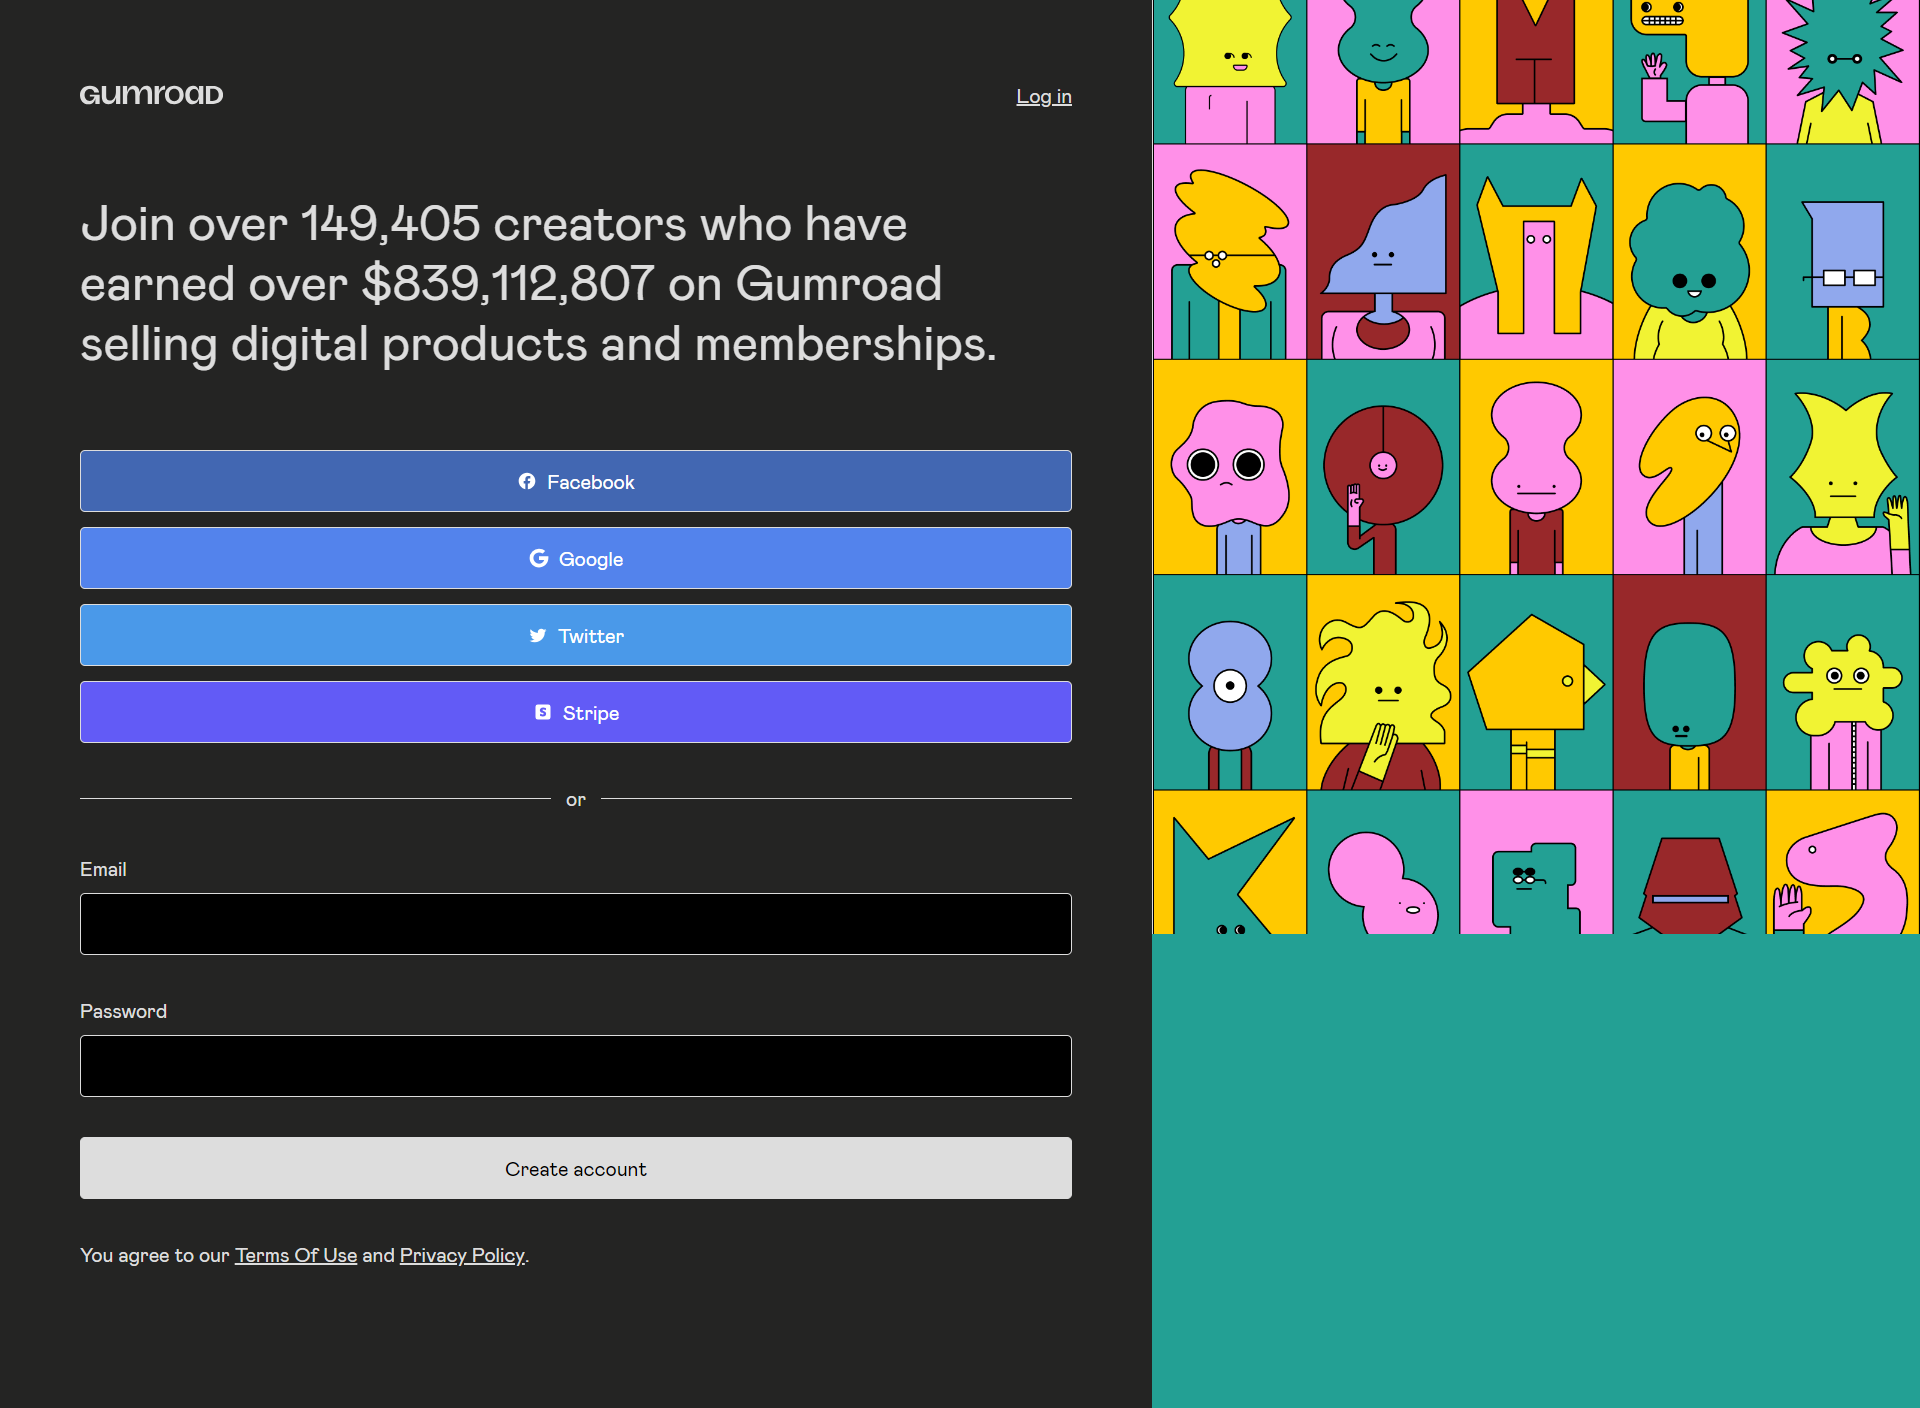 GUMROAD
Log in
Join over 149,405 creators who have
earned over $839,112,807 on Gumroad
selling digital products and memberships.
Facebook
Google
Twitter
Stripe
or
Email
Password
Create account
You agree to our Terms Of Use and Privacy Policy.